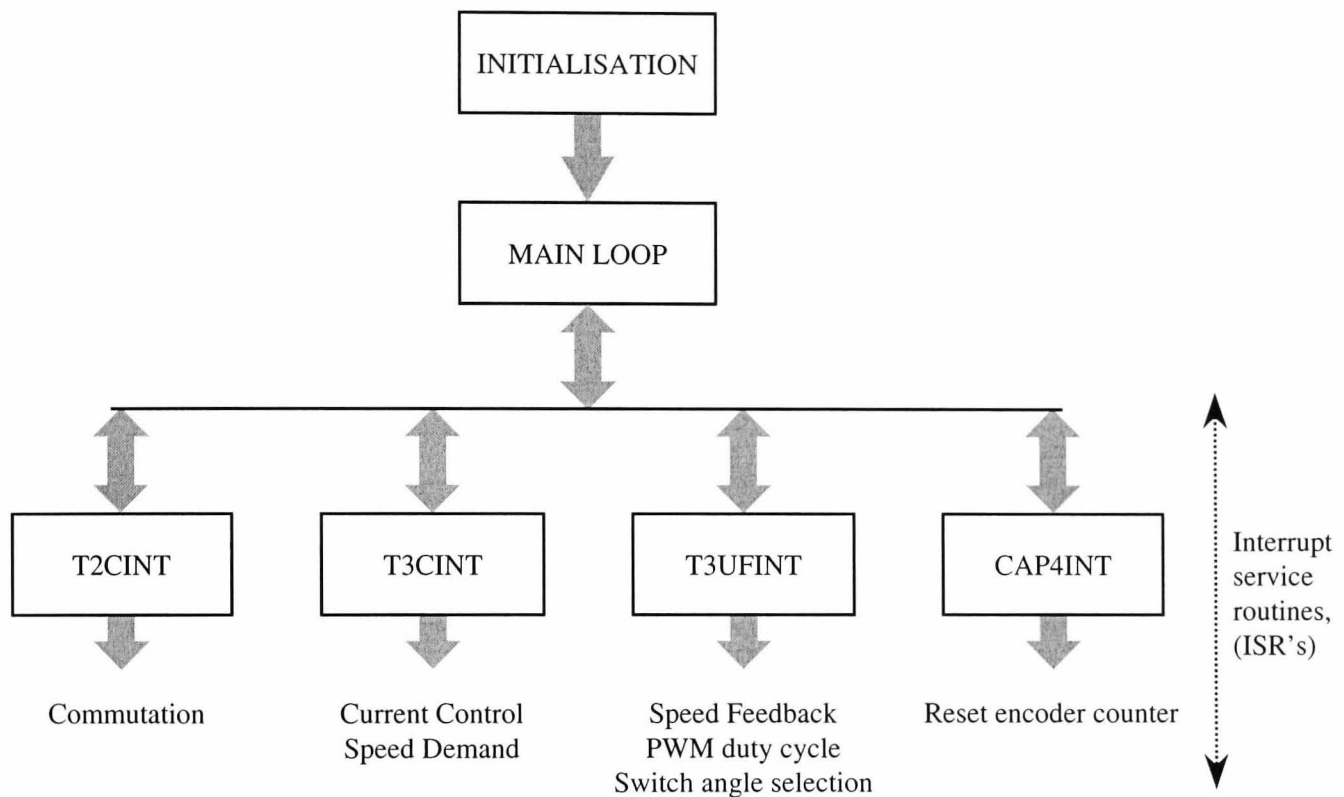 INITIALISATION
MAIN LOOP
T2CINT
T3CINT
T3UFINT
CAP4INT
Interrupt
service
routines,
(ISR's)
Commutation
Current Control
Speed Demand
Speed Feedback
PWM duty cycle
Switch angle selection
Reset encoder counter